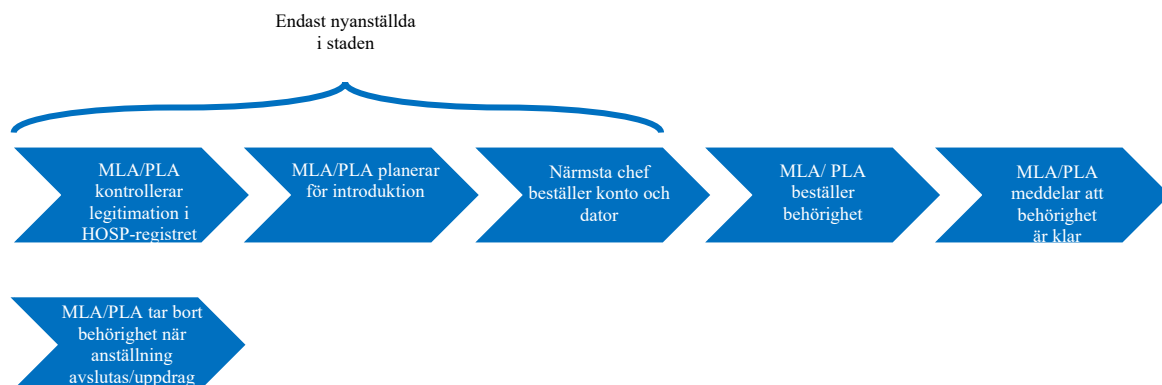 Endast nyanställda
i staden
MLA/PLA
kontrollerar
legitimation i
HOSP-registret
MLA/PLA planerar
för introduktion
Närmsta chef
beställer konto och
dator
MLA/ PLA
beställer
behörighet
MLA/PLA
meddelar att
behörighet
är klar
MLA/PLA tar bort
behörighet när
anställning
avslutas/uppdrag